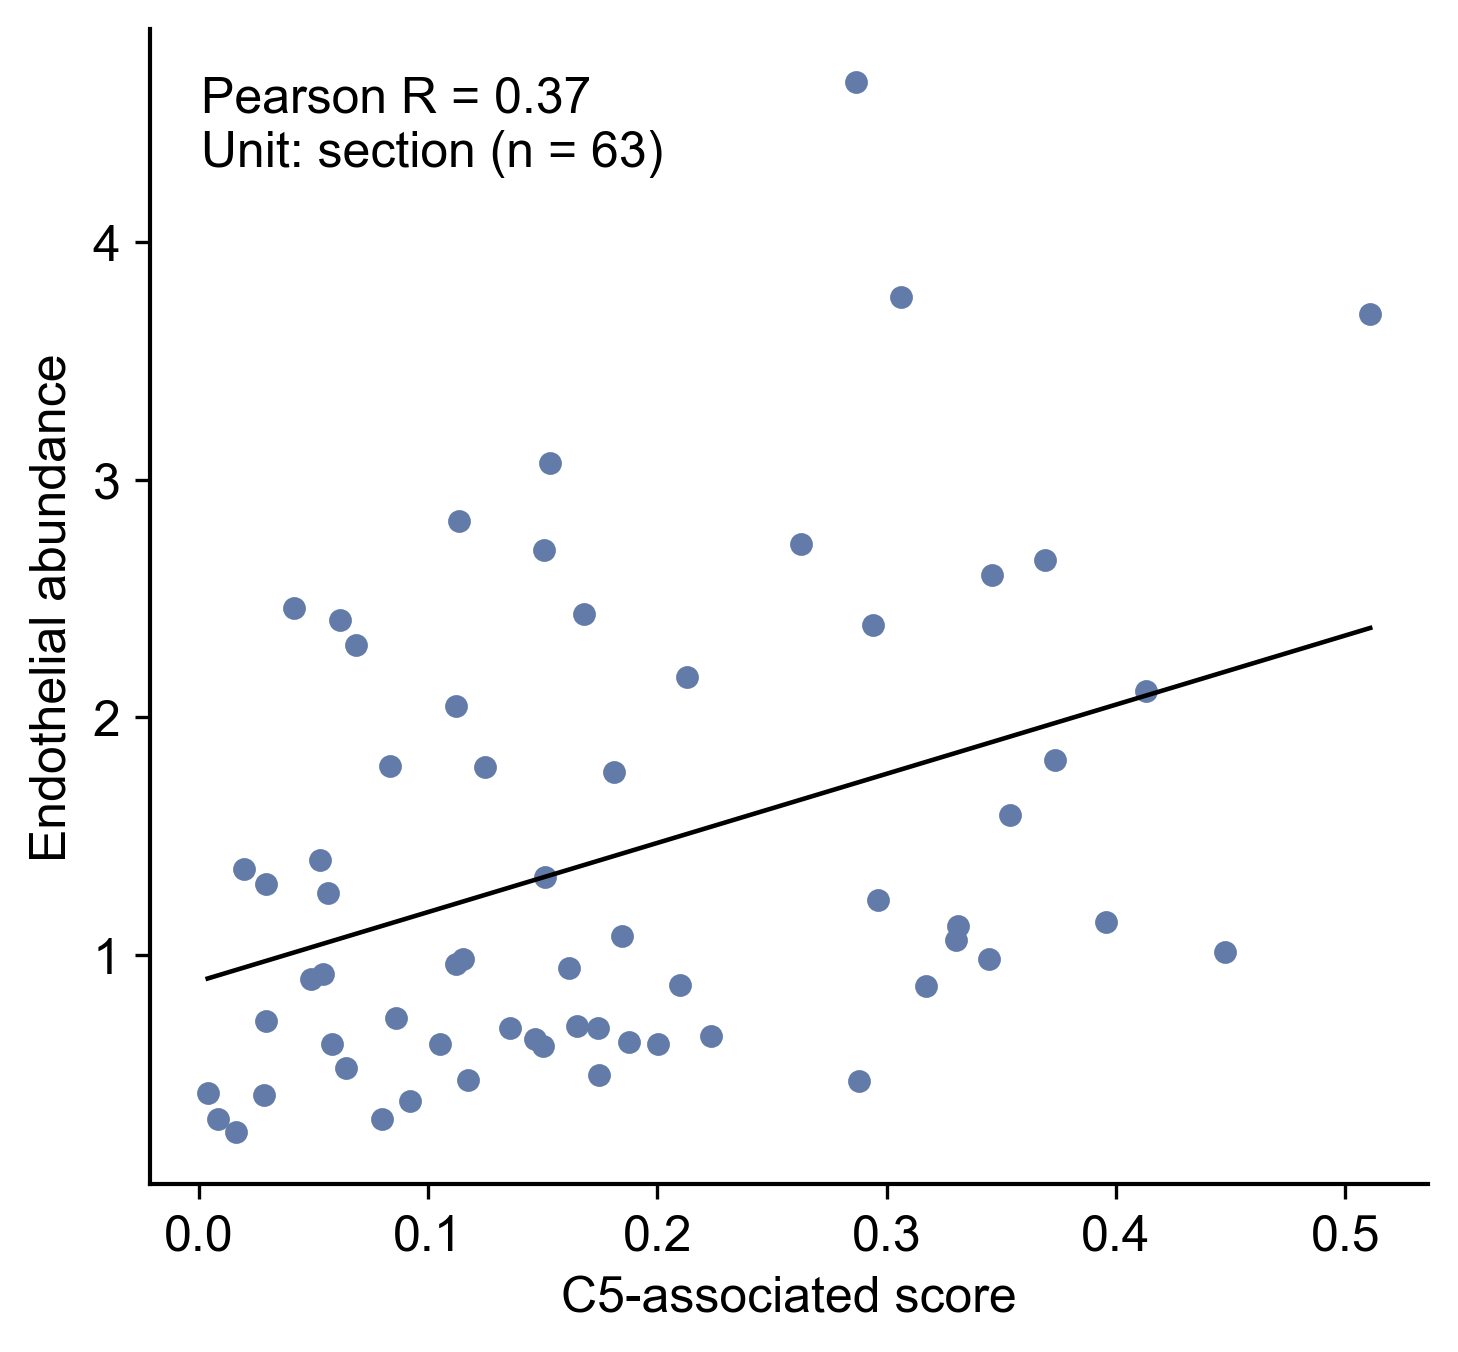 Pearson R = 0.37
Unit: section (n = 63)
4
3
2
1
Endothelial abundance
0.0 0.1 0.2 0.3 0.4 0.5
C5-associated score